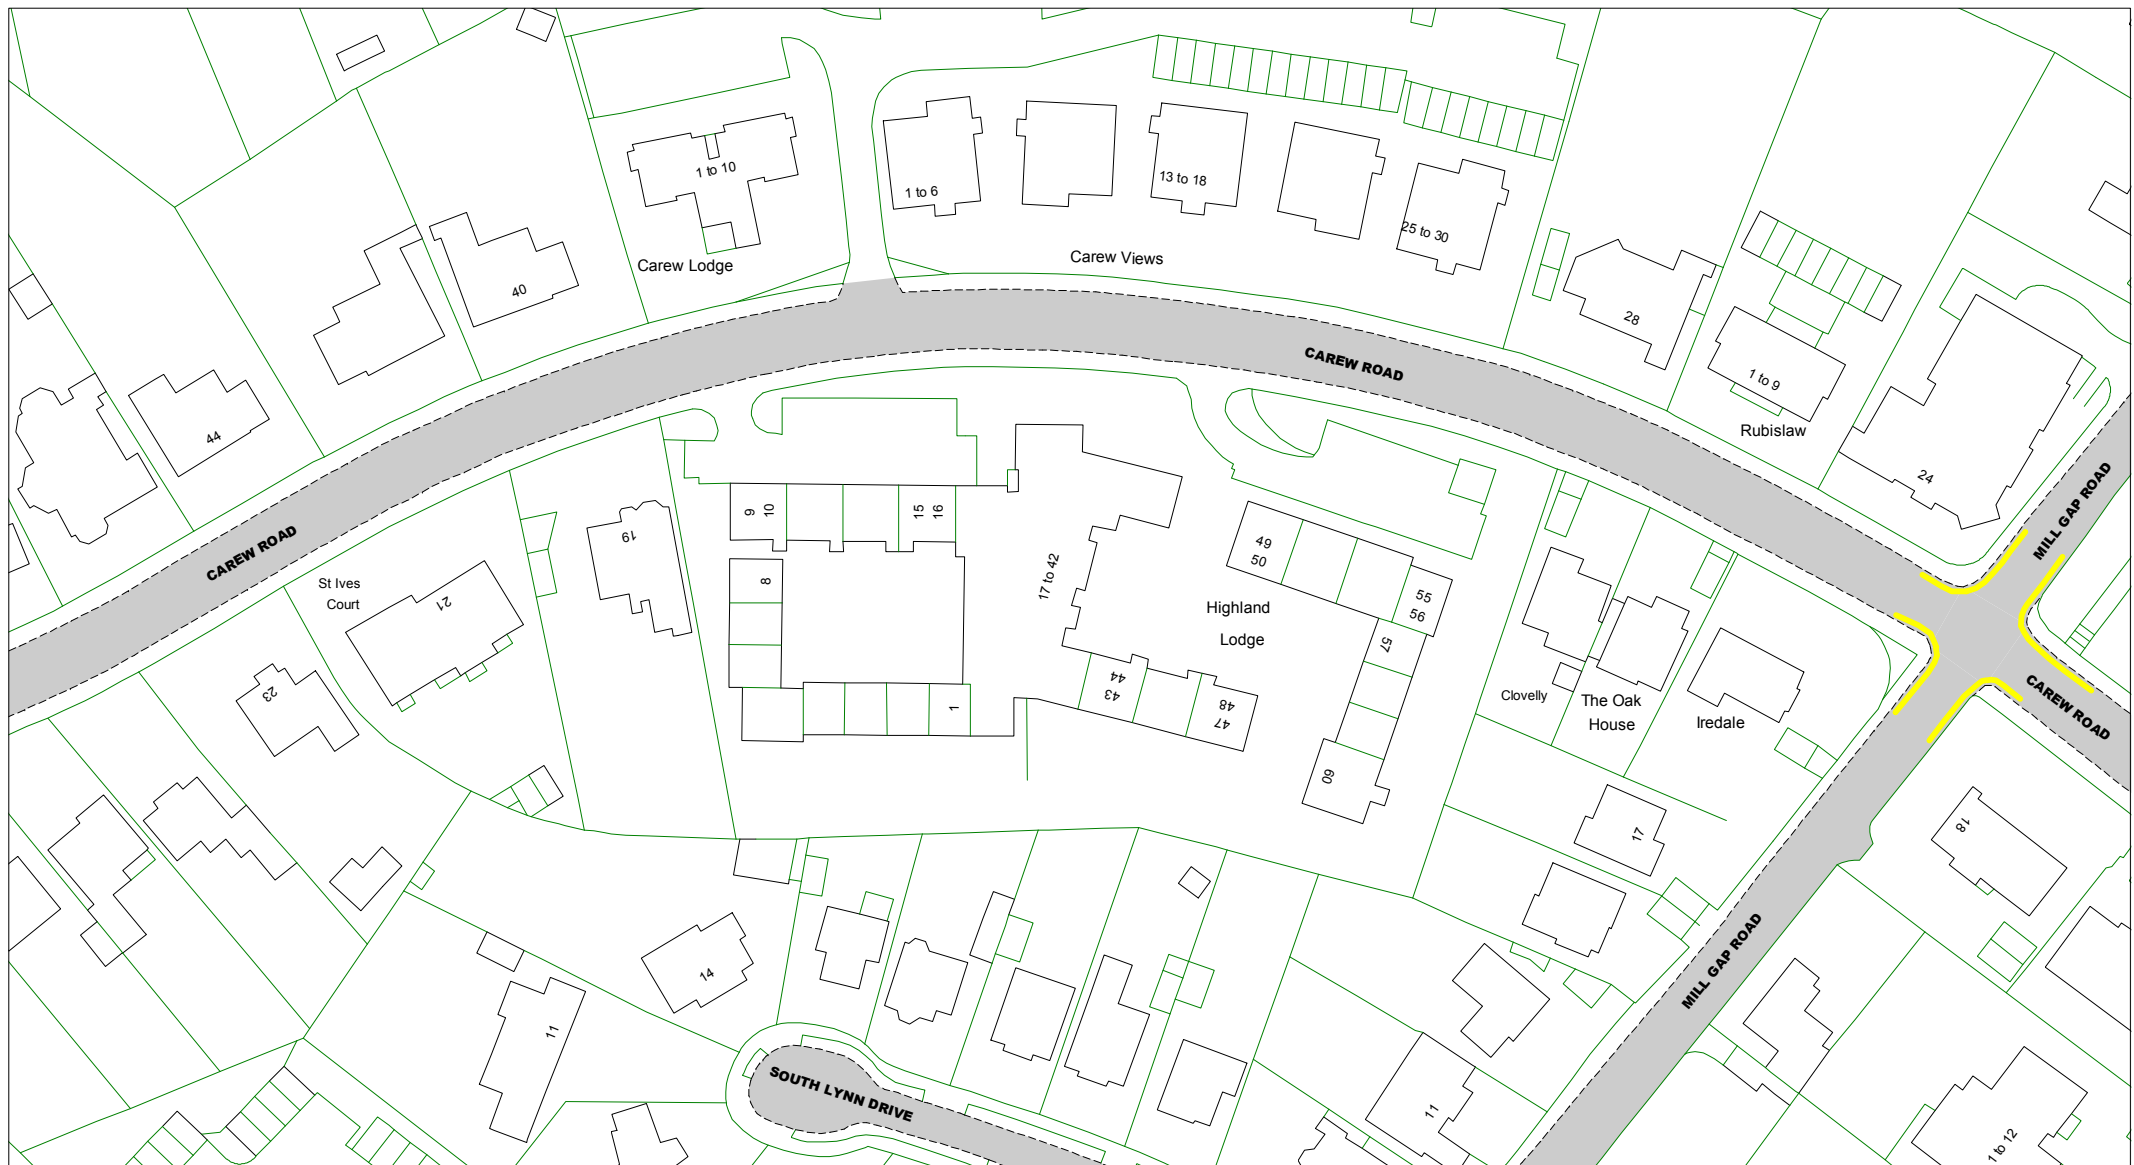 1 to 10
1 to 6
13 to 18
25 to 30
Carew Lodge
Carew Views
40
28
CAREW ROAD
1 to 9
Rubislaw
44
24
MILL GAP ROAD
CAREW ROAD
19
9
10
15
16
17 to 42
49
50
St Ives
Court
21
8
55
56
Highland
Lodge
57
23
44
43
48
47
1
Clovelly
The Oak
House
Iredale
CAREW ROAD
60
17
18
14
MILL GAP ROAD
11
SOUTH LYNN DRIVE
11
1 to 12